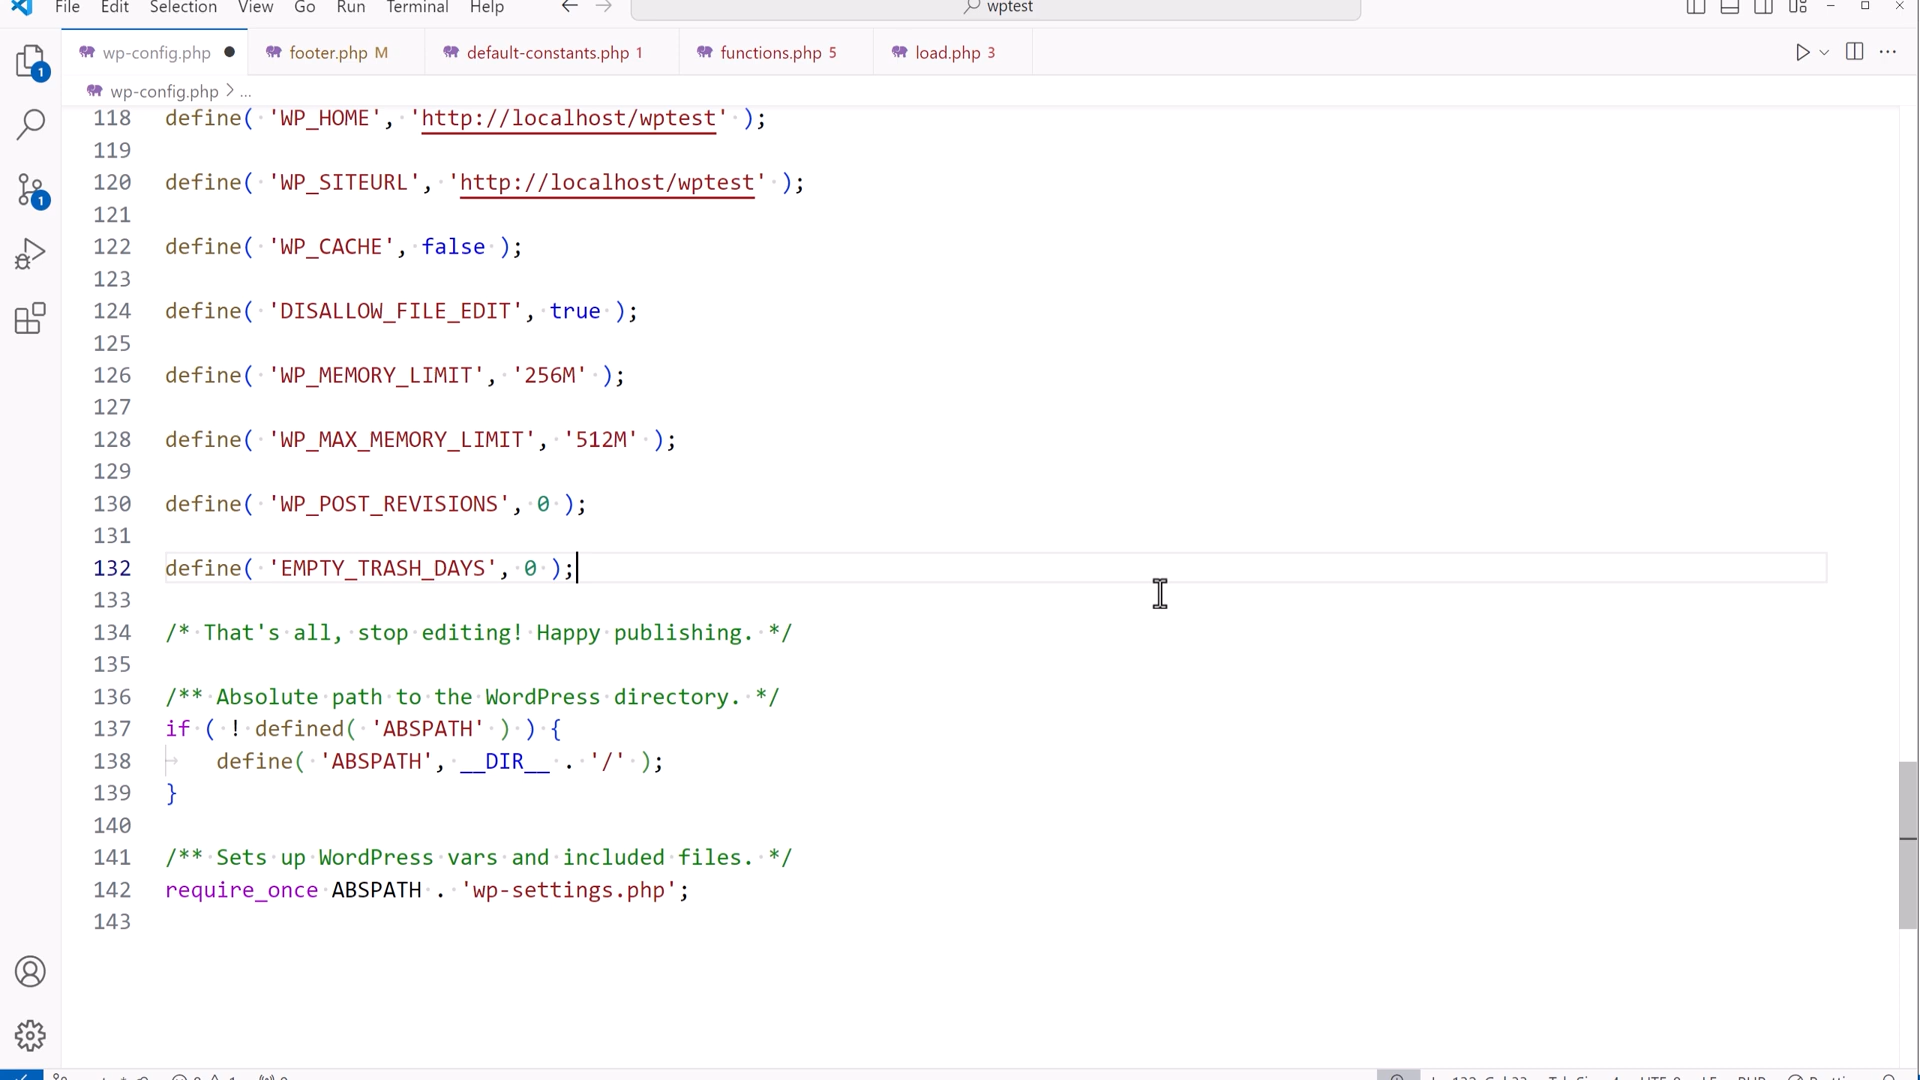 File Edit Selection View Go Run Terminal Help wptest
wp-config.php footer.php M default-constants.php 1 functions.php 5 load.php 3
wp-config.php > ...
118 define( 'WP_HOME', 'http://localhost/wptest' );
119
120 define( 'WP_SITEURL', 'http://localhost/wptest' );
121
122 define( 'WP_CACHE', false );
123
124 define( 'DISALLOW_FILE_EDIT', true );
125
126 define( 'WP_MEMORY_LIMIT', '256M' );
127
128 define( 'WP_MAX_MEMORY_LIMIT', '512M' );
129
130 define( 'WP_POST_REVISIONS', 0 );
131
132 define( 'EMPTY_TRASH_DAYS', 0 );
133
134 /* That's all, stop editing! Happy publishing. */
135
136 /** Absolute path to the WordPress directory. */
137 if ( ! defined( 'ABSPATH' ) ) {
138 define( 'ABSPATH', __DIR__ . '/' );
139 }
140
141 /** Sets up WordPress vars and included files. */
142 require_once ABSPATH . 'wp-settings.php';
143
1
1